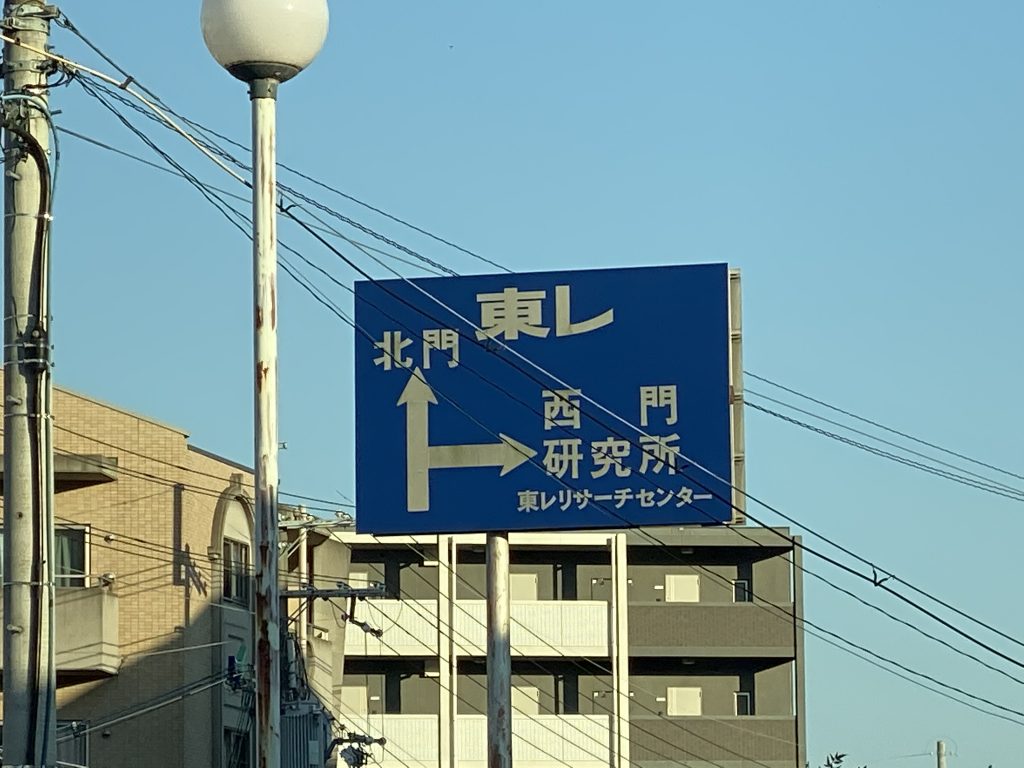 東レ
北門
西門
研究所
東レリサーチセンター